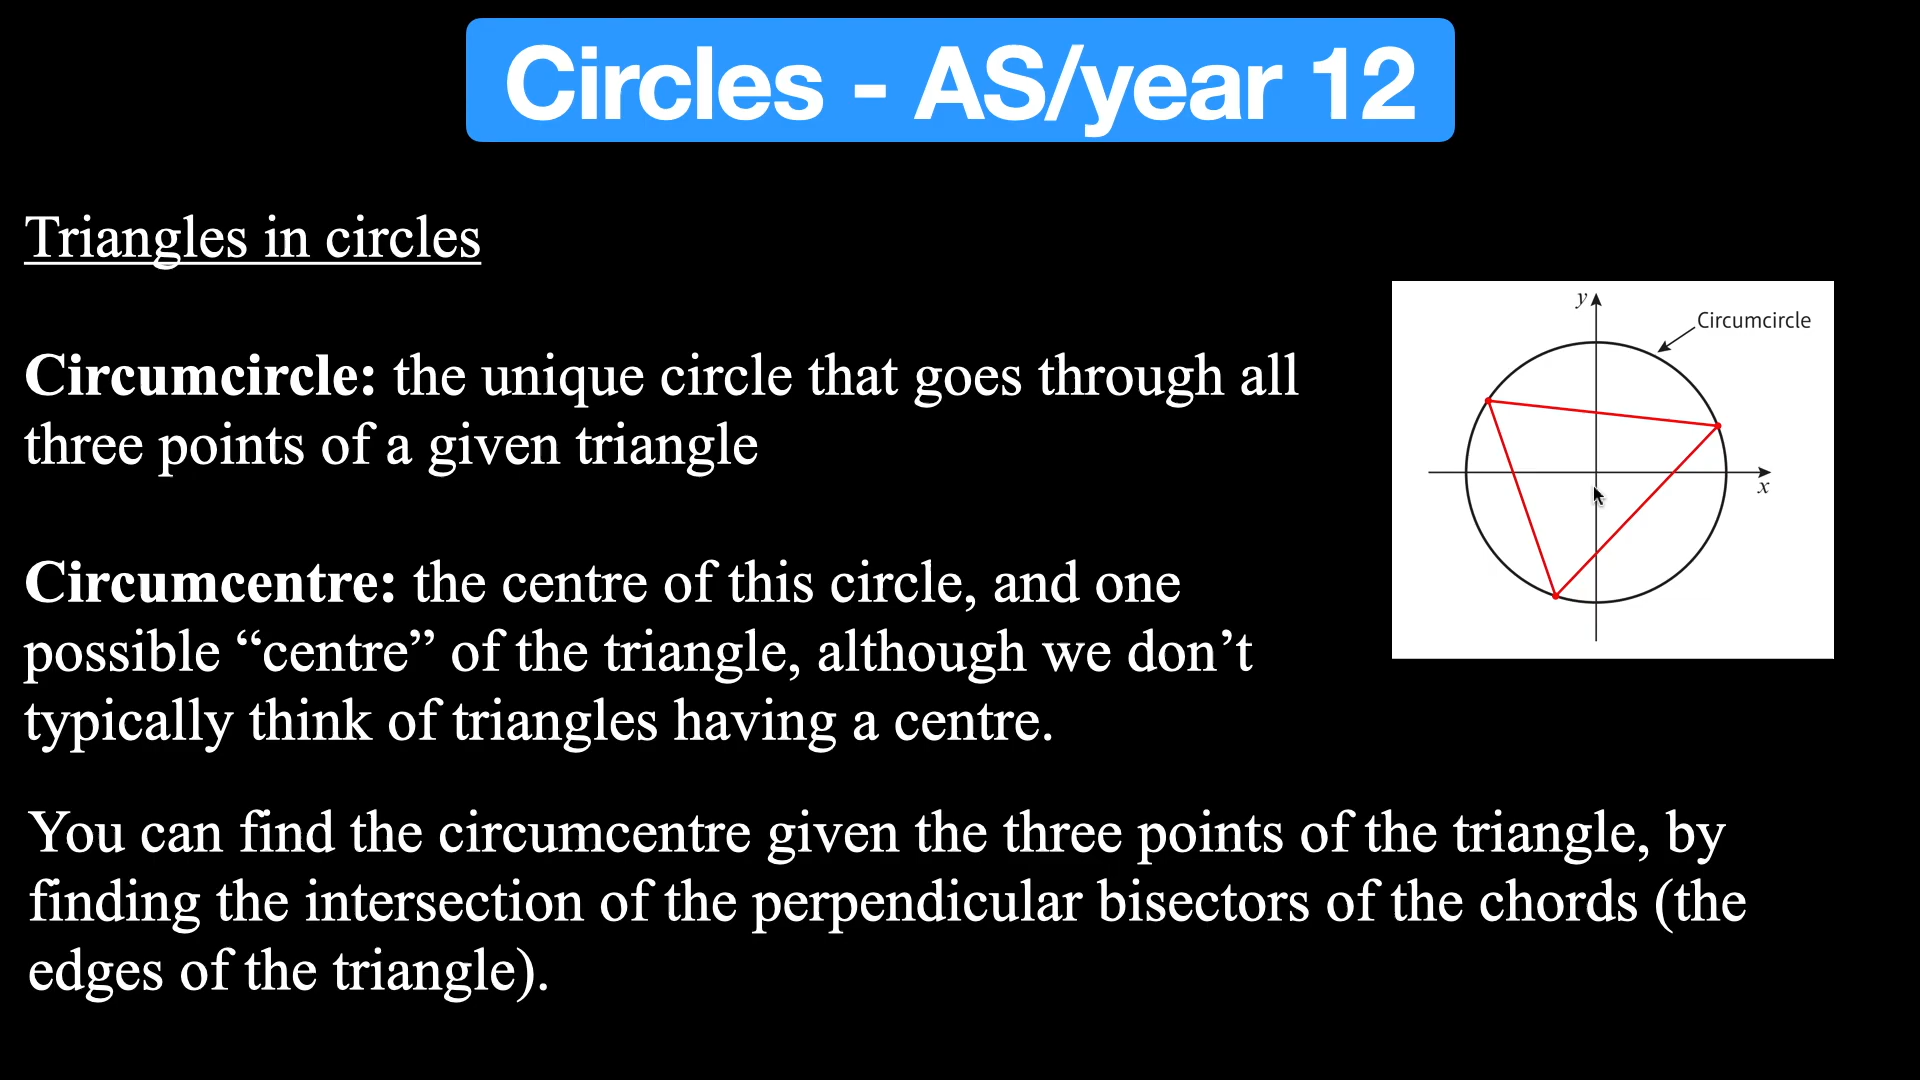 Circles - AS/year 12
Triangles in circles
Circumcircle: the unique circle that goes through all
three points of a given triangle
y
Circumcircle
x
Circumcentre: the centre of this circle, and one
possible “centre” of the triangle, although we don’t
typically think of triangles having a centre.
You can find the circumcentre given the three points of the triangle, by
finding the intersection of the perpendicular bisectors of the chords (the
edges of the triangle).